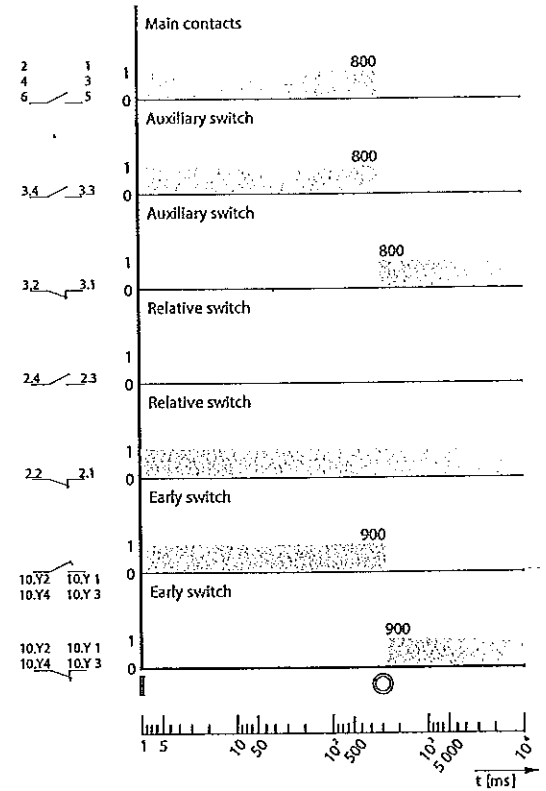 Main contacts
800
2 1
4 3
6 5
1
0
Auxiliary switch
800
3,4 3.3
1
0
Auxiliary switch
800
3,2 3.1
1
0
Relative switch
2,4 2.3
1
0
Relative switch
2.2 2.1
1
0
Early switch
900
1
0
10.Y2 10.Y 1
10.Y4 10.Y 3
Early switch
900
10.Y2 10.Y 1
10.Y4 10.Y 3
1
0
1 5 10 50 10² 500 10³ 5 000 10⁴
t [ms]